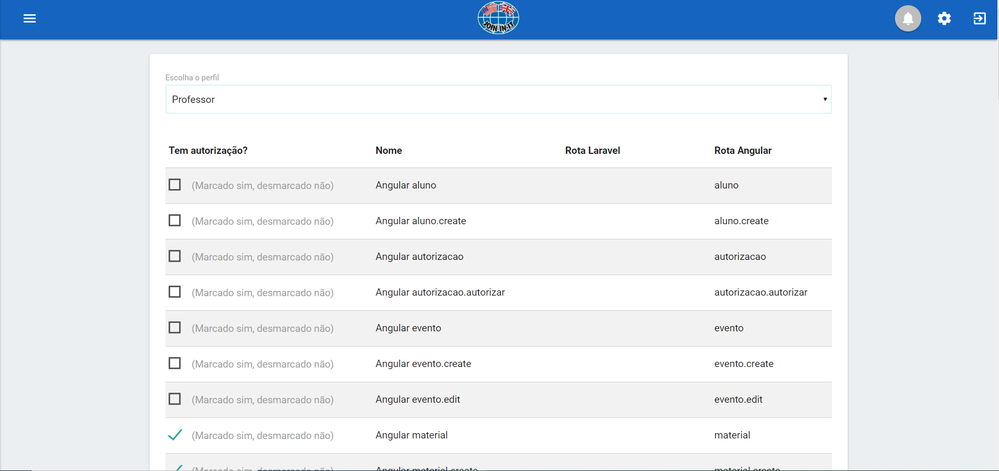 JOIN IN IT
Escolha o perfil
Professor
Tem autorização? Nome Rota Laravel Rota Angular
(Marcado sim, desmarcado não) Angular aluno aluno
(Marcado sim, desmarcado não) Angular aluno.create aluno.create
(Marcado sim, desmarcado não) Angular autorizacao autorizacao
(Marcado sim, desmarcado não) Angular autorizacao.autorizar autorizacao.autorizar
(Marcado sim, desmarcado não) Angular evento evento
(Marcado sim, desmarcado não) Angular evento.create evento.create
(Marcado sim, desmarcado não) Angular evento.edit evento.edit
(Marcado sim, desmarcado não) Angular material material
(Marcado sim, desmarcado não) Angular material.create material.create